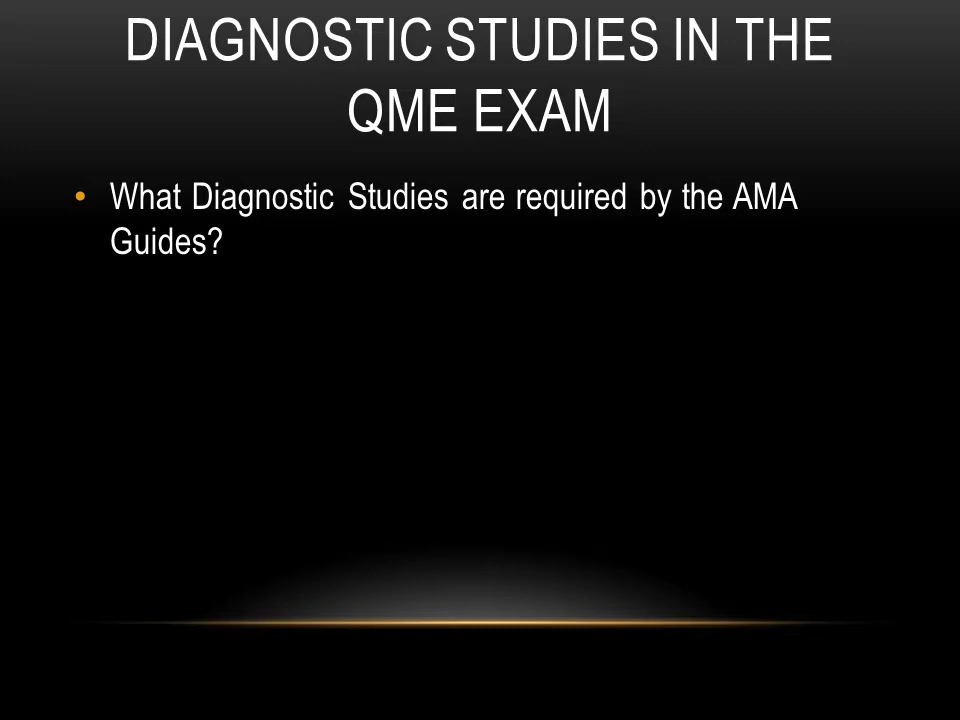 DIAGNOSTIC STUDIES IN THE
QME EXAM
• What Diagnostic Studies are required by the AMA
Guides?